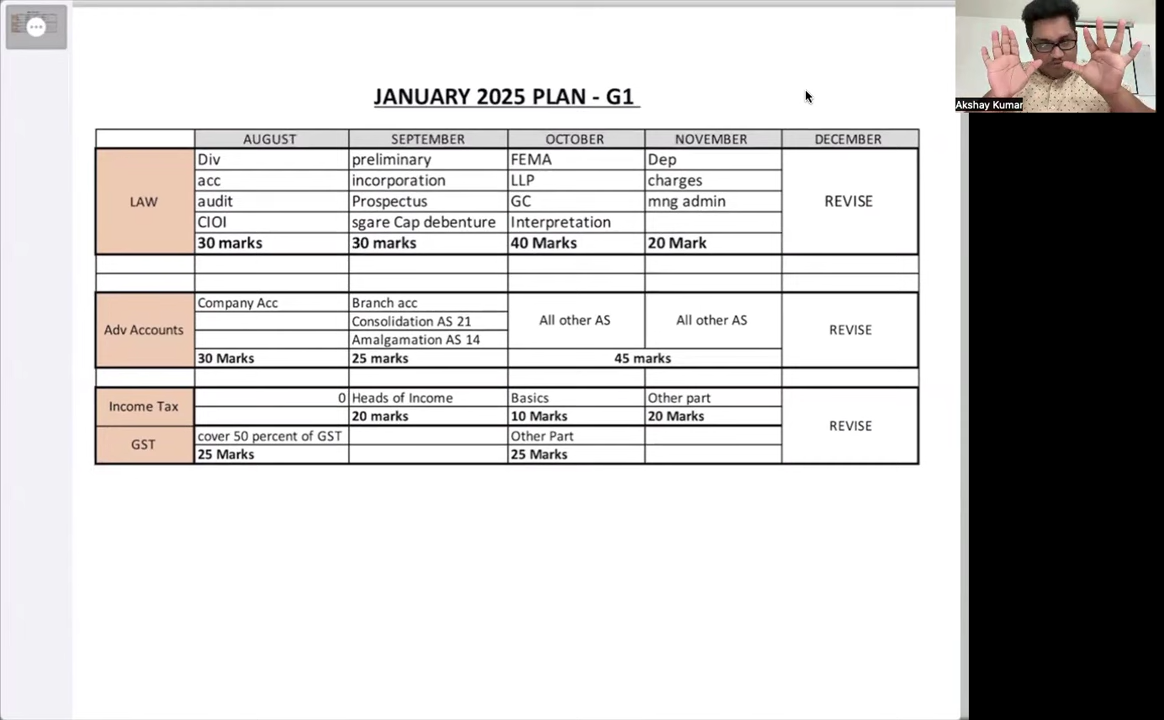 JANUARY 2025 PLAN - G1
Akshay Kumar
AUGUST SEPTEMBER OCTOBER NOVEMBER DECEMBER
LAW
Div preliminary FEMA Dep
acc incorporation LLP charges
audit Prospectus GC mng admin REVISE
CIOI sgare Cap debenture Interpretation
30 marks 30 marks 40 Marks 20 Mark
Adv Accounts
Company Acc Branch acc
Consolidation AS 21 All other AS All other AS REVISE
Amalgamation AS 14
30 Marks 25 marks 45 marks
Income Tax
0 Heads of Income Basics Other part
20 marks 10 Marks 20 Marks
REVISE
GST
cover 50 percent of GST Other Part
25 Marks 25 Marks